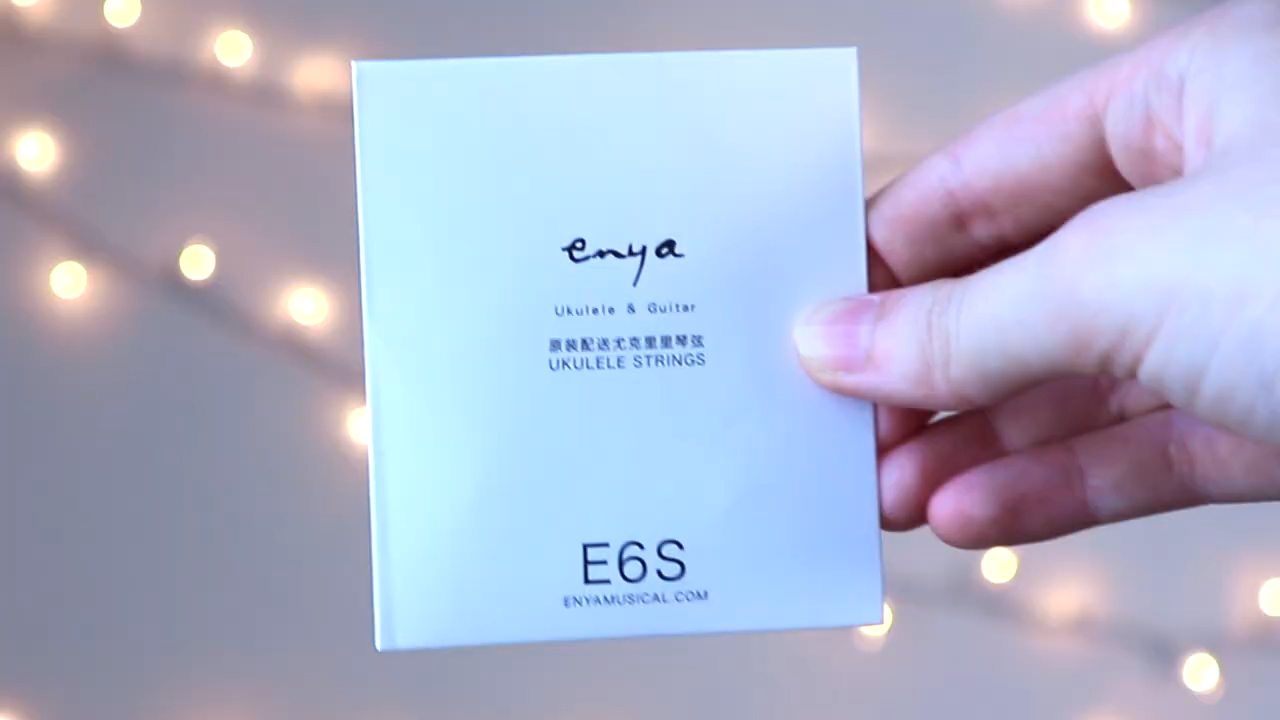 enya
Ukulele & Guitar
原装配送尤克里里琴弦
UKULELE STRINGS
E6S
ENYAMUSICAL.COM